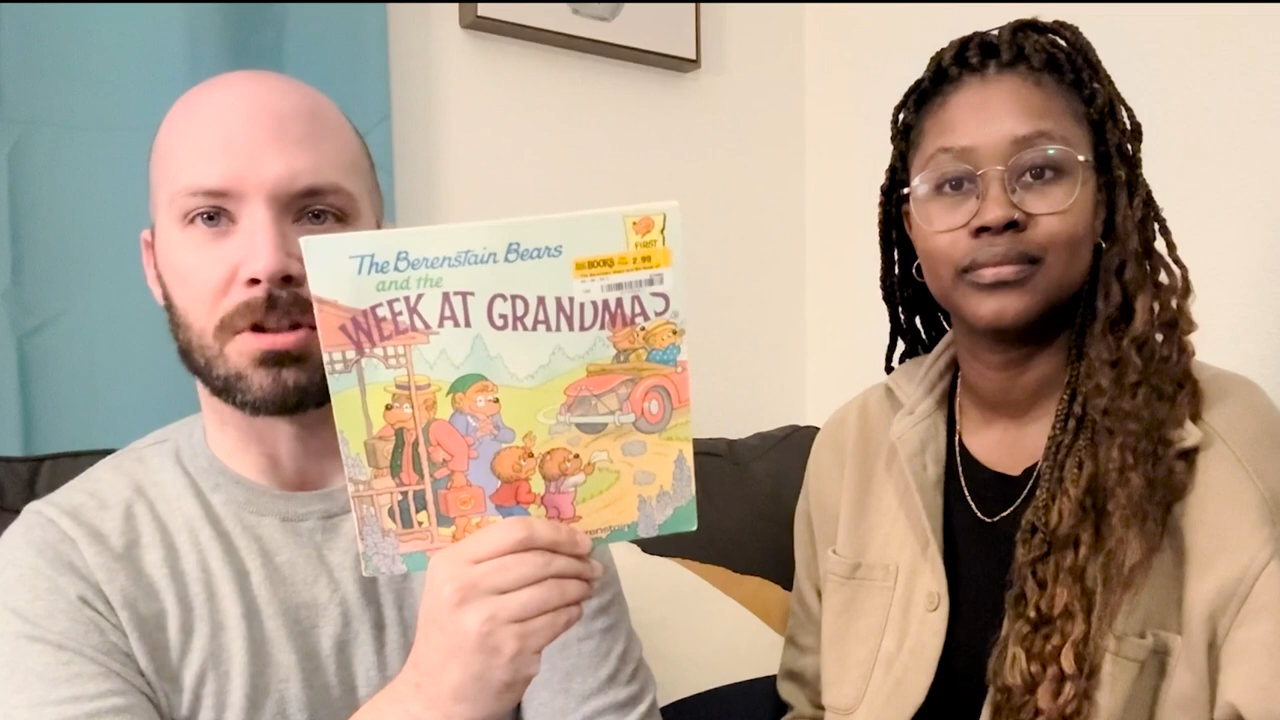 The Berenstain Bears
and the
WEEK AT GRANDMA'S
FIRST
BOOKS 2.99